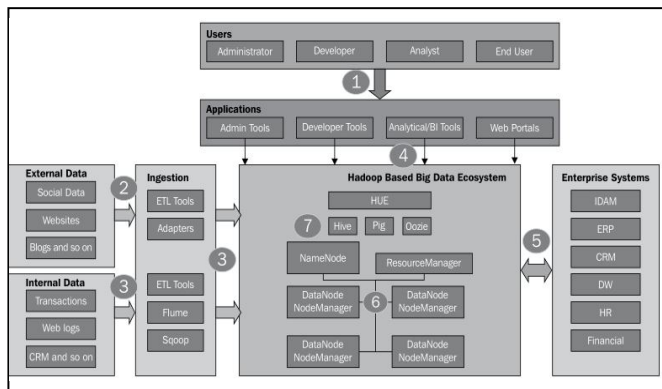 Users
Administrator
Developer
Analyst
End User
1
Applications
Admin Tools
Developer Tools
Analytical/BI Tools
Web Portals
4
External Data
Social Data
Websites
Blogs and so on
2
Internal Data
Transactions
Web logs
CRM and so on
3
Ingestion
ETL Tools
Adapters
ETL Tools
Flume
Sqoop
3
Hadoop Based Big Data Ecosystem
HUE
7
Hive
Pig
Oozie
NameNode
ResourceManager
DataNode
NodeManager
6
DataNode
NodeManager
DataNode
NodeManager
DataNode
NodeManager
5
Enterprise Systems
IDAM
ERP
CRM
DW
HR
Financial